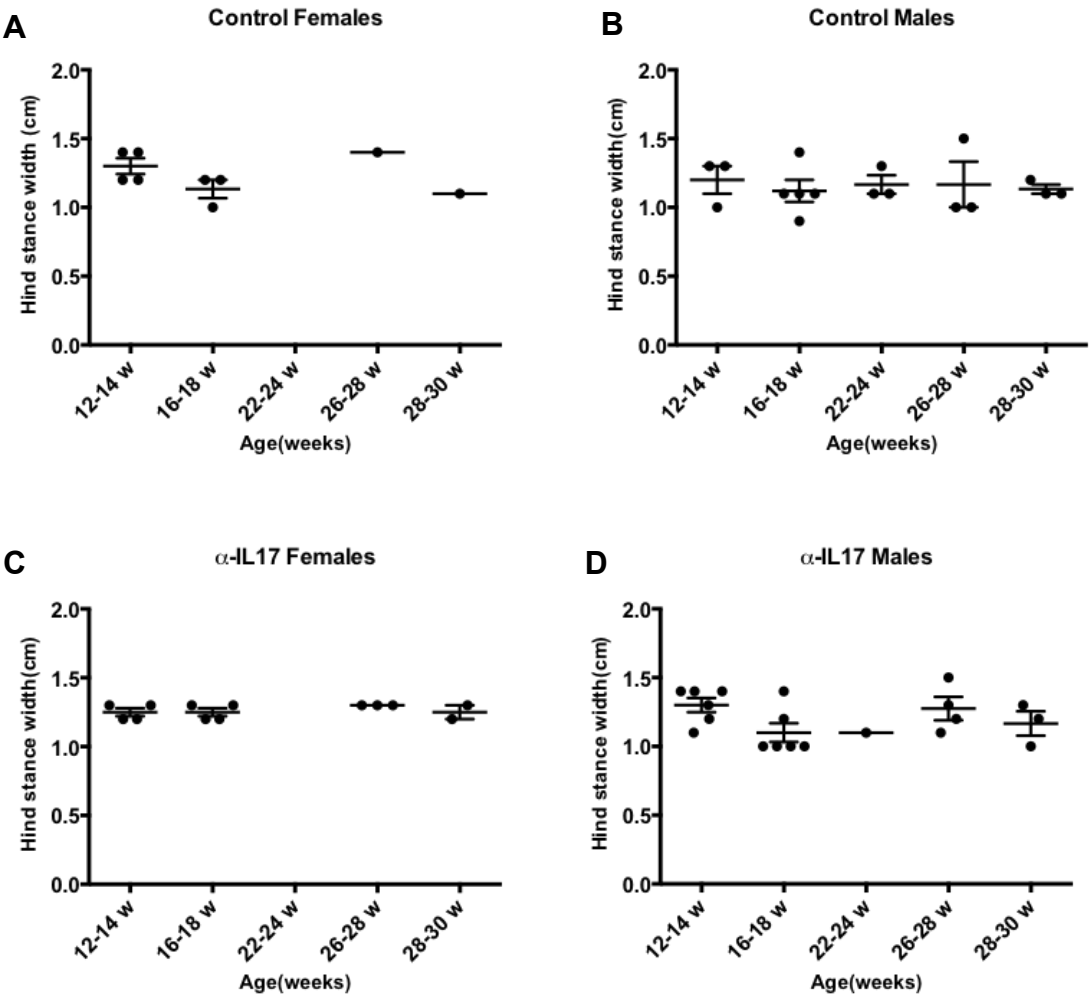 A
Control Females
Hind stance width (cm)
2.0
1.5
1.0
0.5
0.0
12-14 w
16-18 w
22-24 w
26-28 w
28-30 w
Age(weeks)
B
Control Males
Hind stance width(cm)
2.0
1.5
1.0
0.5
0.0
12-14 w
16-18 w
22-24 w
26-28 w
28-30 w
Age(weeks)
C
α-IL17 Females
Hind stance width(cm)
2.0
1.5
1.0
0.5
0.0
12-14 w
16-18 w
22-24 w
26-28 w
28-30 w
Age(weeks)
D
α-IL17 Males
Hind stance width(cm)
2.0
1.5
1.0
0.5
0.0
12-14 w
16-18 w
22-24 w
26-28 w
28-30 w
Age(weeks)